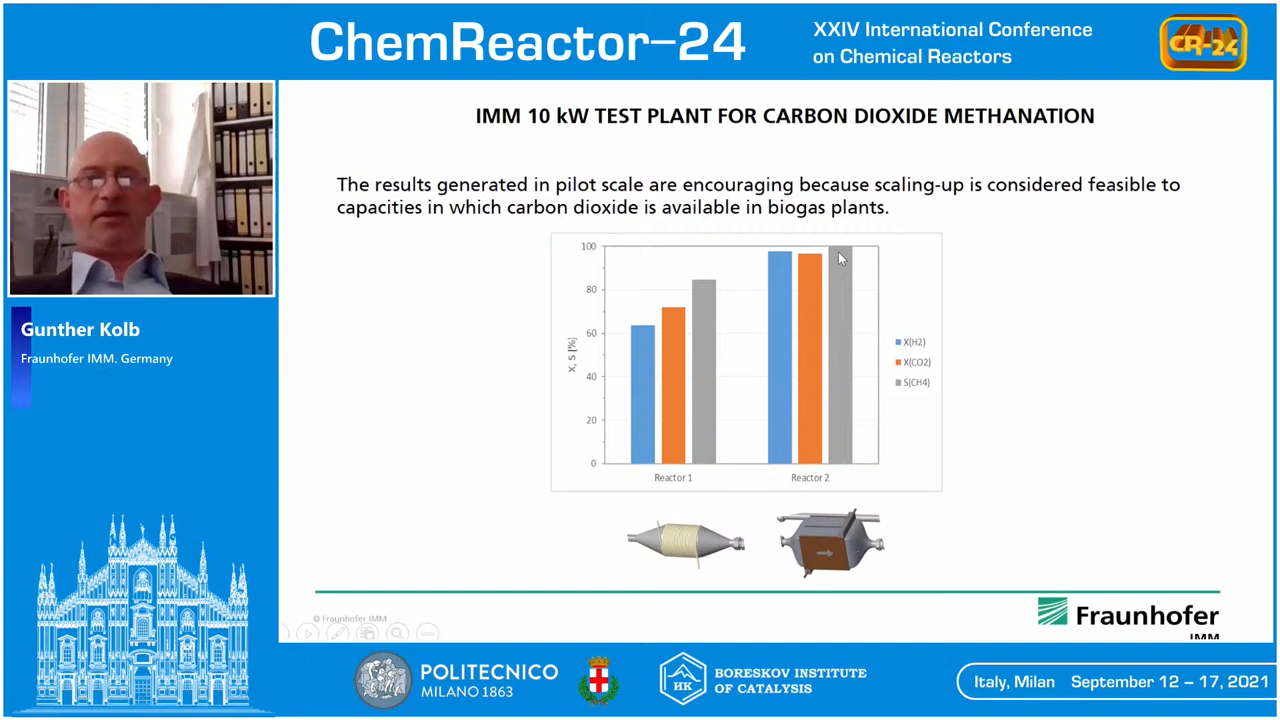 ChemReactor–24
XXIV International Conference
on Chemical Reactors
CR-24
IMM 10 kW TEST PLANT FOR CARBON DIOXIDE METHANATION
The results generated in pilot scale are encouraging because scaling-up is considered feasible to
capacities in which carbon dioxide is available in biogas plants.
100
80
60
40
20
0
X, S [%]
Reactor 1
Reactor 2
X(H2)
X(CO2)
S(CH4)
Gunther Kolb
Fraunhofer IMM. Germany
© Fraunhofer IMM
Fraunhofer
IMM
POLITECNICO
MILANO 1863
НК
BORESKOV INSTITUTE
OF CATALYSIS
Italy, Milan September 12 – 17, 2021